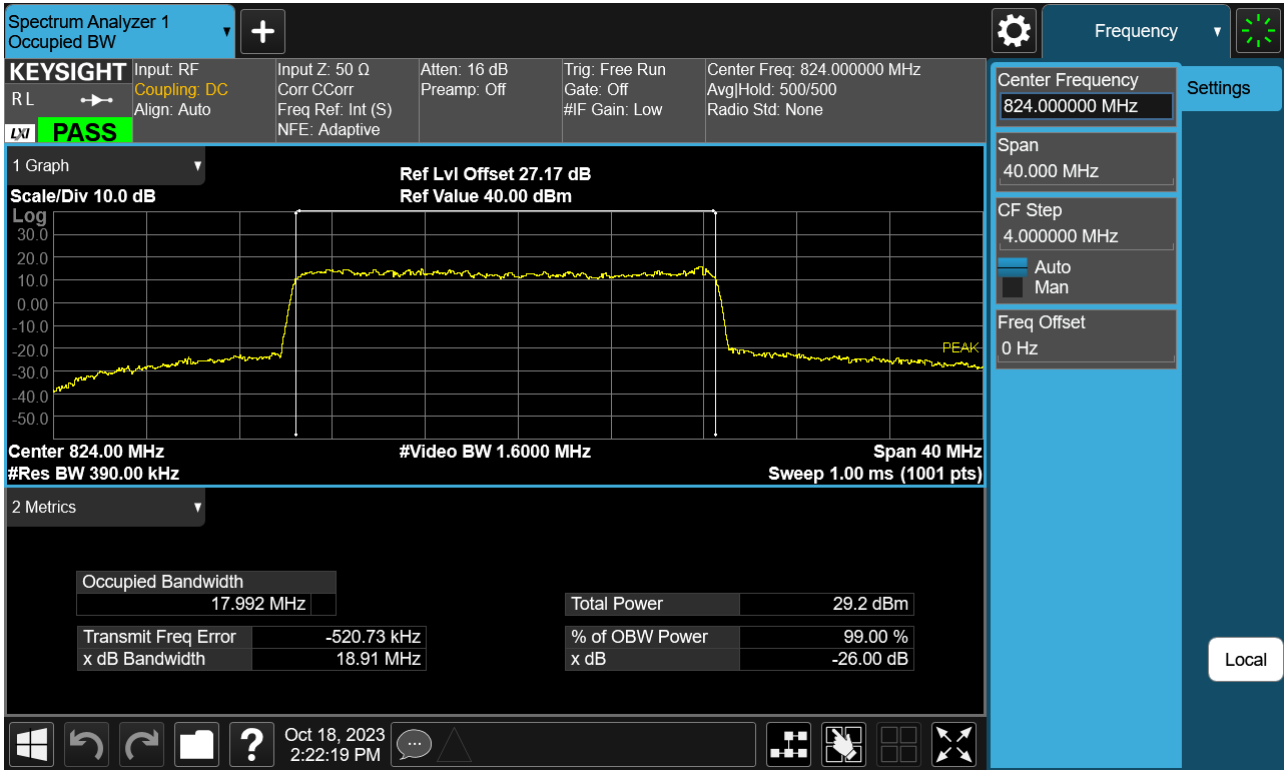 Spectrum Analyzer 1
Occupied BW
▼
+
Frequency
▼
KEYSIGHT
R L
LXI PASS
Input: RF
Coupling: DC
Align: Auto
Input Z: 50 Ω
Corr CCorr
Freq Ref: Int (S)
NFE: Adaptive
Atten: 16 dB
Preamp: Off
Trig: Free Run
Gate: Off
#IF Gain: Low
Center Freq: 824.000000 MHz
Avg|Hold: 500/500
Radio Std: None
Center Frequency
824.000000 MHz
Settings
Span
40.000 MHz
CF Step
4.000000 MHz
Auto
Man
Freq Offset
0 Hz
Local
1 Graph ▼
Ref Lvl Offset 27.17 dB
Scale/Div 10.0 dB
Ref Value 40.00 dBm
Log
30.0
20.0
10.0
0.00
-10.0
-20.0
-30.0
-40.0
-50.0
PEAK
Center 824.00 MHz
#Video BW 1.6000 MHz
Span 40 MHz
#Res BW 390.00 kHz
Sweep 1.00 ms (1001 pts)
2 Metrics ▼
Occupied Bandwidth
17.992 MHz
Total Power 29.2 dBm
Transmit Freq Error -520.73 kHz
% of OBW Power 99.00 %
x dB Bandwidth 18.91 MHz
x dB -26.00 dB
?
Oct 18, 2023
2:22:19 PM